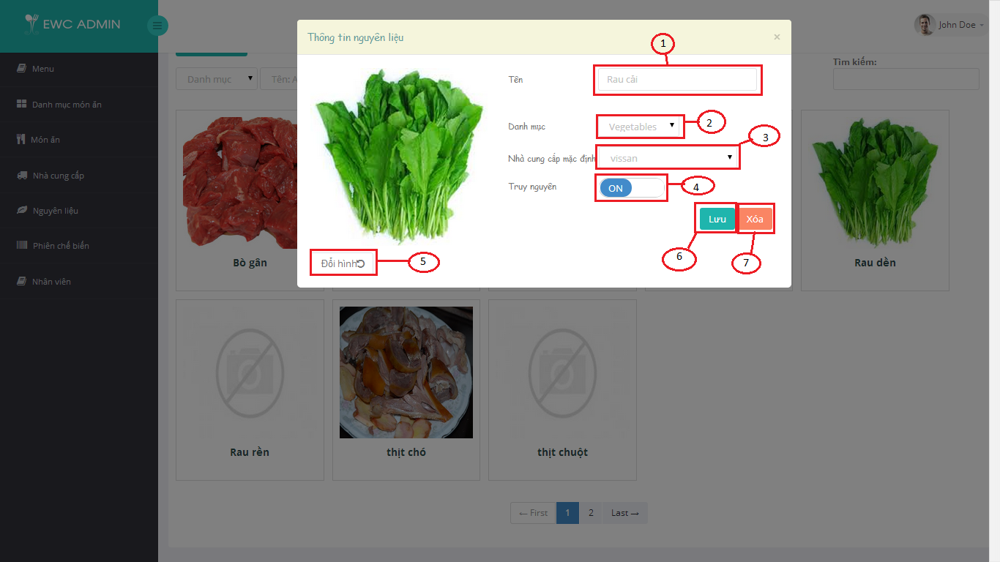 EWC ADMIN
John Doe
Menu
Danh mục món ăn
Món ăn
Nhà cung cấp
Nguyên liệu
Phiên chế biến
Nhân viên
Danh mục
Tên: A
Tìm kiếm:
Thông tin nguyên liệu
×
1
Tên
Rau cải
2
Danh mục
Vegetables
3
Nhà cung cấp mặc định
vissan
4
Truy nguyên
ON
Lưu
Xóa
6
7
Đổi hình
5
Bò gân
Rau dền
Rau rền
thịt chó
thịt chuột
← First
1
2
Last →